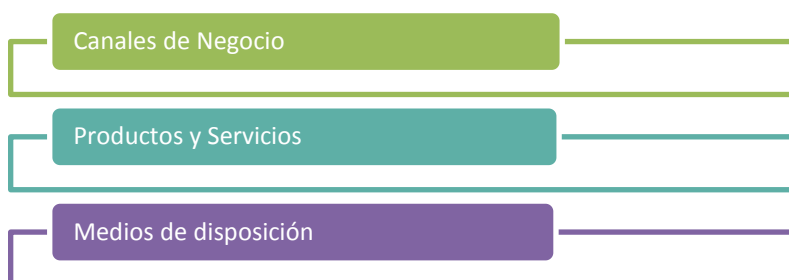 Canales de Negocio
Productos y Servicios
Medios de disposición